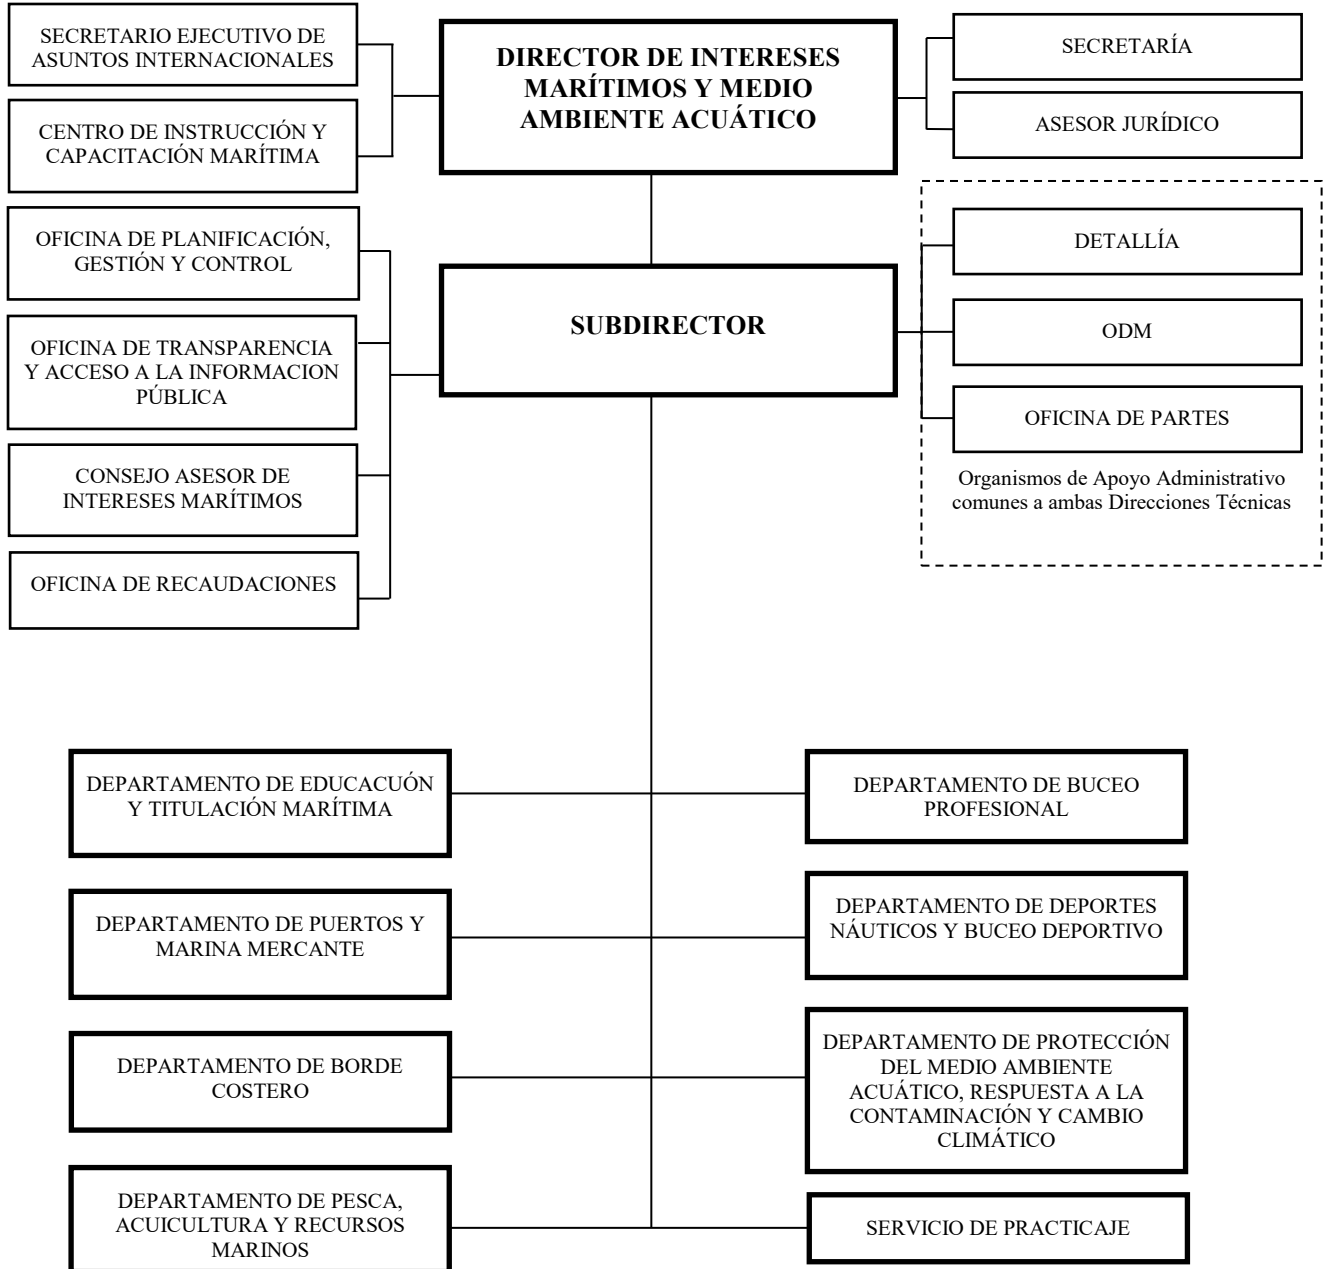 SECRETARIO EJECUTIVO DE
ASUNTOS INTERNACIONALES
CENTRO DE INSTRUCCIÓN Y
CAPACITACIÓN MARÍTIMA
DIRECTOR DE INTERESES
MARÍTIMOS Y MEDIO
AMBIENTE ACUÁTICO
SECRETARÍA
ASESOR JURÍDICO
OFICINA DE PLANIFICACIÓN,
GESTIÓN Y CONTROL
OFICINA DE TRANSPARENCIA
Y ACCESO A LA INFORMACION
PÚBLICA
CONSEJO ASESOR DE
INTERESES MARÍTIMOS
OFICINA DE RECAUDACIONES
SUBDIRECTOR
DETALLÍA
ODM
OFICINA DE PARTES
Organismos de Apoyo Administrativo
comunes a ambas Direcciones Técnicas
DEPARTAMENTO DE EDUCACUÓN
Y TITULACIÓN MARÍTIMA
DEPARTAMENTO DE BUCEO
PROFESIONAL
DEPARTAMENTO DE PUERTOS Y
MARINA MERCANTE
DEPARTAMENTO DE DEPORTES
NÁUTICOS Y BUCEO DEPORTIVO
DEPARTAMENTO DE BORDE
COSTERO
DEPARTAMENTO DE PROTECCIÓN
DEL MEDIO AMBIENTE
ACUÁTICO, RESPUESTA A LA
CONTAMINACIÓN Y CAMBIO
CLIMÁTICO
DEPARTAMENTO DE PESCA,
ACUICULTURA Y RECURSOS
MARINOS
SERVICIO DE PRACTICAJE